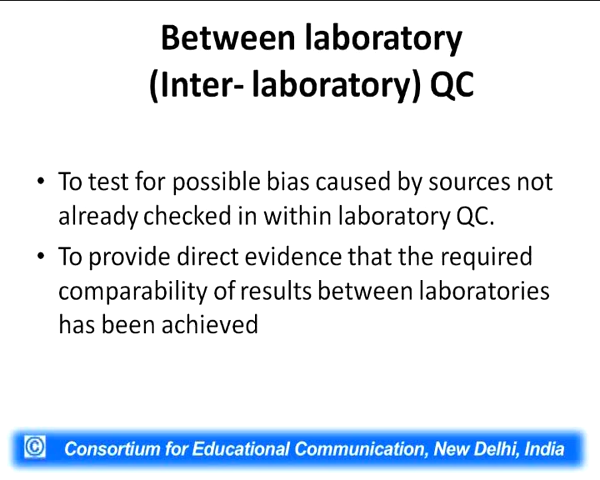 Between laboratory
(Inter- laboratory) QC
• To test for possible bias caused by sources not
already checked in within laboratory QC.
• To provide direct evidence that the required
comparability of results between laboratories
has been achieved
© Consortium for Educational Communication, New Delhi, India